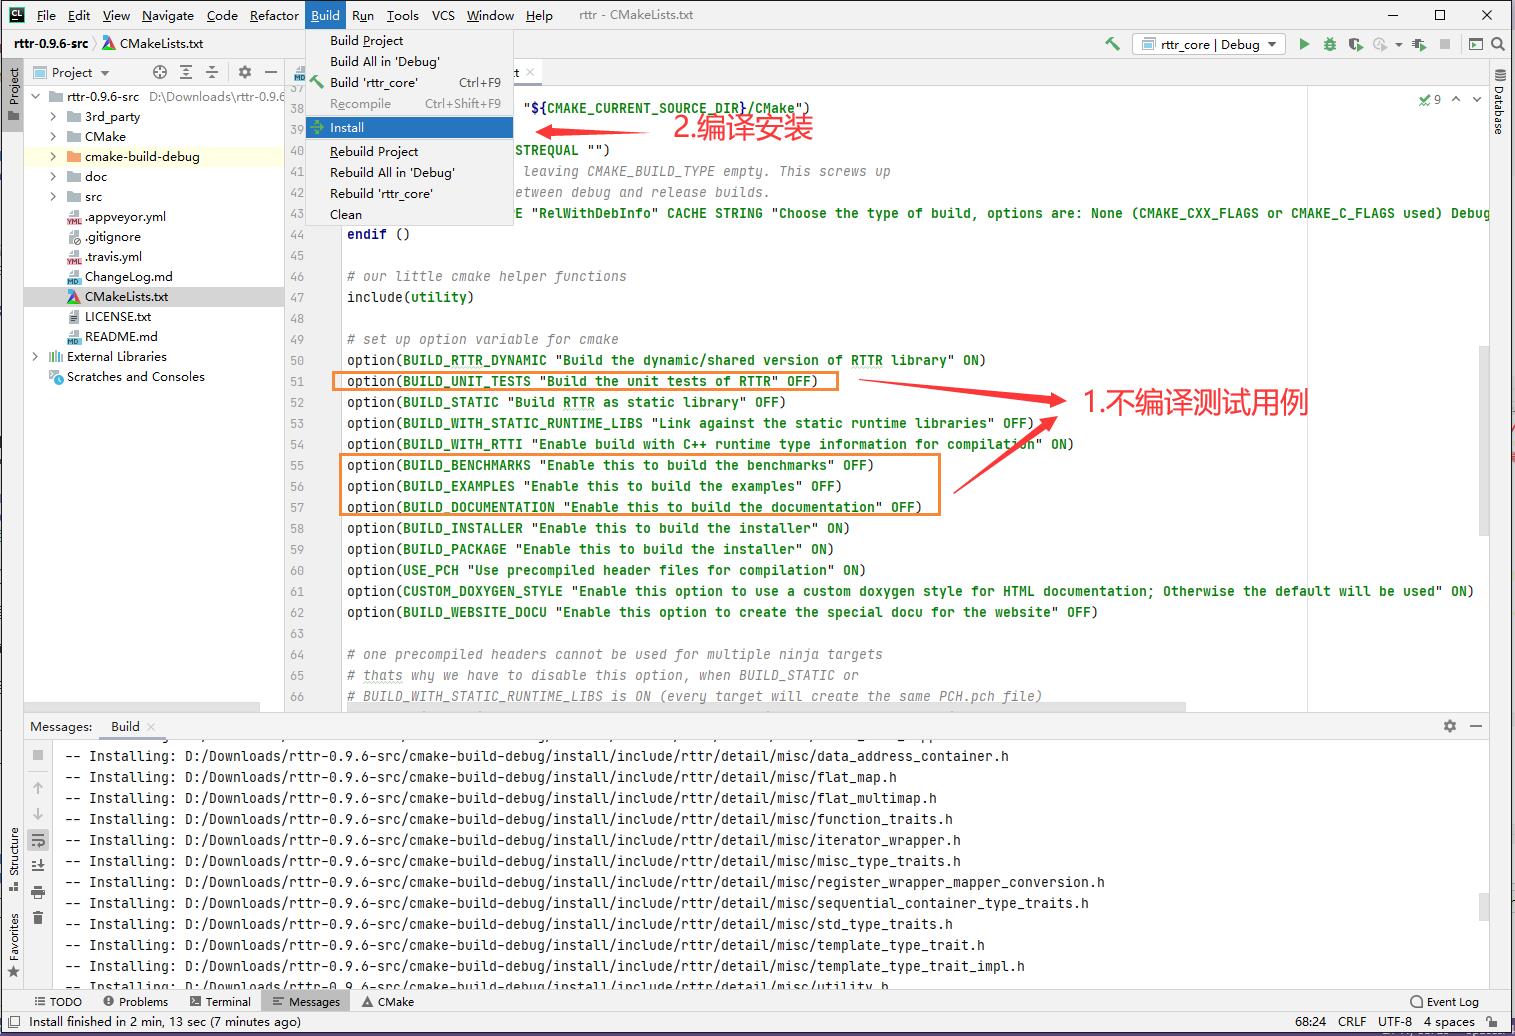 File Edit View Navigate Code Refactor Build Run Tools VCS Window Help rttr - CMakeLists.txt
rttr-0.9.6-src CMakeLists.txt
rttr_core | Debug
Build Project
Build All in 'Debug'
Build 'rttr_core' Ctrl+F9
Recompile Ctrl+Shift+F9
Install
Rebuild Project
Rebuild All in 'Debug'
Rebuild 'rttr_core'
Clean
Project
Project
rttr-0.9.6-src D:\Downloads\rttr-0.9.6
3rd_party
CMake
cmake-build-debug
doc
src
.appveyor.yml
.gitignore
.travis.yml
ChangeLog.md
CMakeLists.txt
LICENSE.txt
README.md
External Libraries
Scratches and Consoles
9
Database
37
38 "${CMAKE_CURRENT_SOURCE_DIR}/CMake")
39
2.编译安装
40 STREQUAL "")
41 leaving CMAKE_BUILD_TYPE empty. This screws up
42 etween debug and release builds.
43 E "RelWithDebInfo" CACHE STRING "Choose the type of build, options are: None (CMAKE_CXX_FLAGS or CMAKE_C_FLAGS used) Debug
44 endif ()
45
46 # our little cmake helper functions
47 include(utility)
48
49 # set up option variable for cmake
50 option(BUILD_RTTR_DYNAMIC "Build the dynamic/shared version of RTTR library" ON)
51 option(BUILD_UNIT_TESTS "Build the unit tests of RTTR" OFF)
1.不编译测试用例
52 option(BUILD_STATIC "Build RTTR as static library" OFF)
53 option(BUILD_WITH_STATIC_RUNTIME_LIBS "Link against the static runtime libraries" OFF)
54 option(BUILD_WITH_RTTI "Enable build with C++ runtime type information for compilation" ON)
55 option(BUILD_BENCHMARKS "Enable this to build the benchmarks" OFF)
56 option(BUILD_EXAMPLES "Enable this to build the examples" OFF)
57 option(BUILD_DOCUMENTATION "Enable this to build the documentation" OFF)
58 option(BUILD_INSTALLER "Enable this to build the installer" ON)
59 option(BUILD_PACKAGE "Enable this to build the installer" ON)
60 option(USE_PCH "Use precompiled header files for compilation" ON)
61 option(CUSTOM_DOXYGEN_STYLE "Enable this option to use a custom doxygen style for HTML documentation; Otherwise the default will be used" ON)
62 option(BUILD_WEBSITE_DOCU "Enable this option to create the special docu for the website" OFF)
63
64 # one precompiled headers cannot be used for multiple ninja targets
65 # thats why we have to disable this option, when BUILD_STATIC or
66 # BUILD_WITH_STATIC_RUNTIME_LIBS is ON (every target will create the same PCH.pch file)
Messages: Build
-- Installing: D:/Downloads/rttr-0.9.6-src/cmake-build-debug/install/include/rttr/detail/misc/data_address_container.h
-- Installing: D:/Downloads/rttr-0.9.6-src/cmake-build-debug/install/include/rttr/detail/misc/flat_map.h
-- Installing: D:/Downloads/rttr-0.9.6-src/cmake-build-debug/install/include/rttr/detail/misc/flat_multimap.h
-- Installing: D:/Downloads/rttr-0.9.6-src/cmake-build-debug/install/include/rttr/detail/misc/function_traits.h
-- Installing: D:/Downloads/rttr-0.9.6-src/cmake-build-debug/install/include/rttr/detail/misc/iterator_wrapper.h
-- Installing: D:/Downloads/rttr-0.9.6-src/cmake-build-debug/install/include/rttr/detail/misc/misc_type_traits.h
-- Installing: D:/Downloads/rttr-0.9.6-src/cmake-build-debug/install/include/rttr/detail/misc/register_wrapper_mapper_conversion.h
-- Installing: D:/Downloads/rttr-0.9.6-src/cmake-build-debug/install/include/rttr/detail/misc/sequential_container_type_traits.h
-- Installing: D:/Downloads/rttr-0.9.6-src/cmake-build-debug/install/include/rttr/detail/misc/std_type_traits.h
-- Installing: D:/Downloads/rttr-0.9.6-src/cmake-build-debug/install/include/rttr/detail/misc/template_type_trait.h
-- Installing: D:/Downloads/rttr-0.9.6-src/cmake-build-debug/install/include/rttr/detail/misc/template_type_trait_impl.h
-- Installing: D:/Downloads/rttr-0.9.6-src/cmake-build-debug/install/include/rttr/detail/misc/utility.h
Structure
Favorites
TODO Problems Terminal Messages CMake Event Log
Install finished in 2 min, 13 sec (7 minutes ago) 68:24 CRLF UTF-8 4 spaces